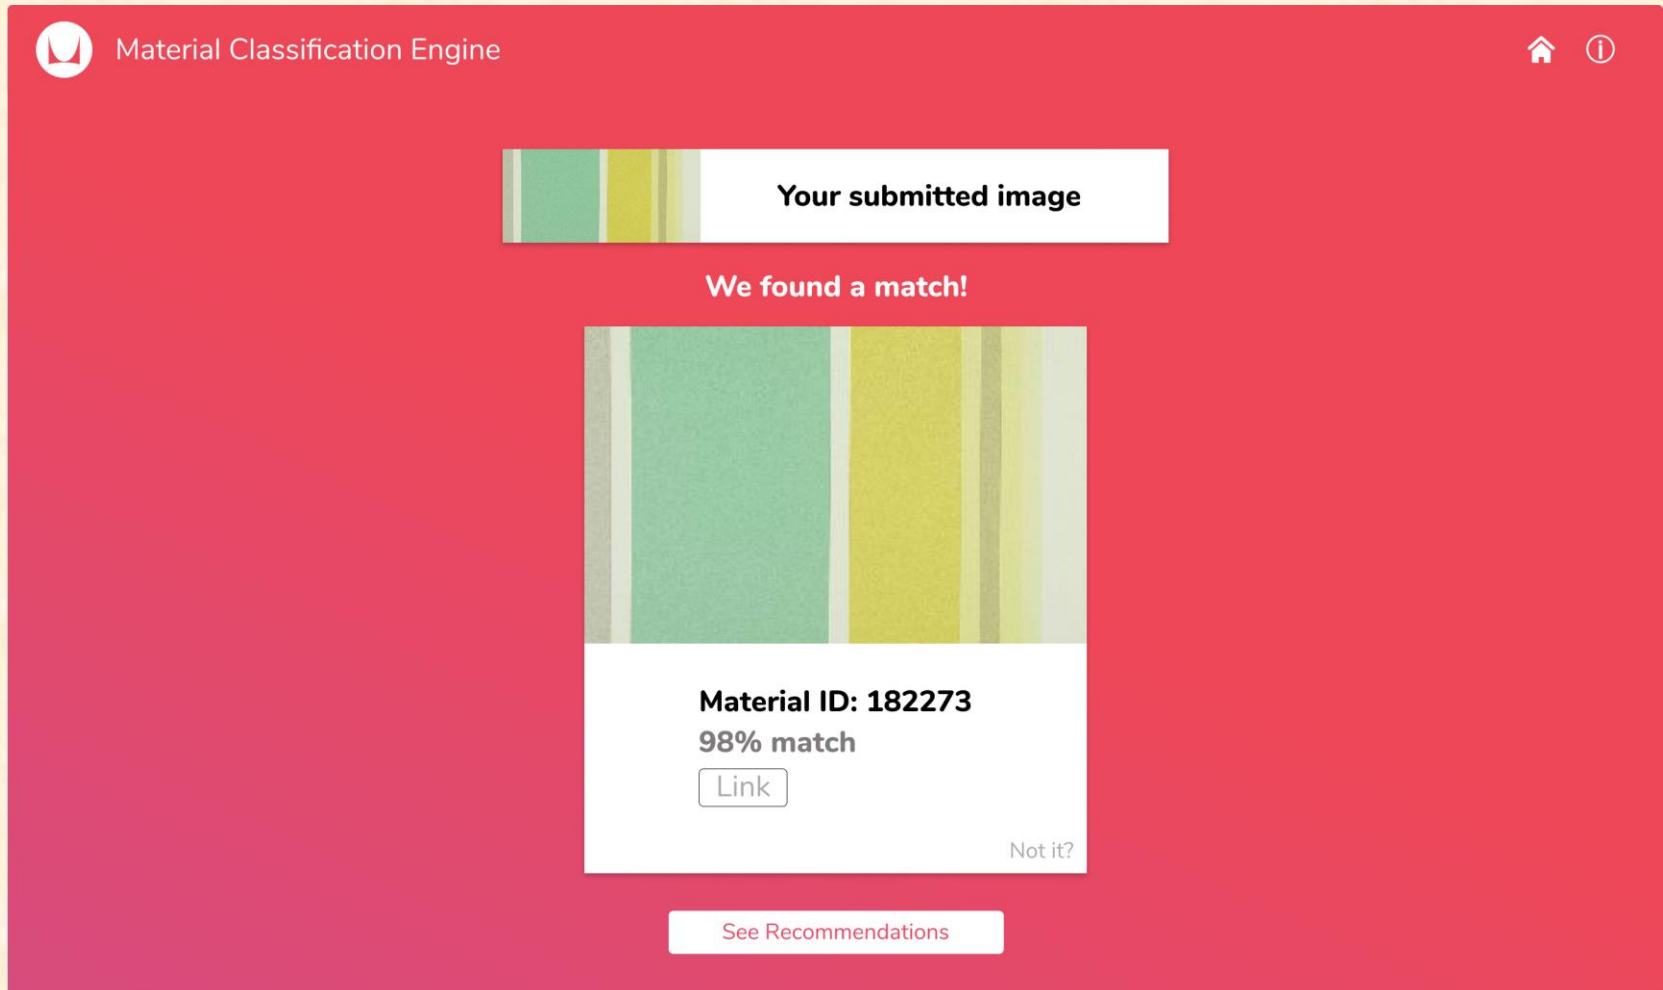 Material Classification Engine
Your submitted image
We found a match!
Material ID: 182273
98% match
Link
Not it?
See Recommendations